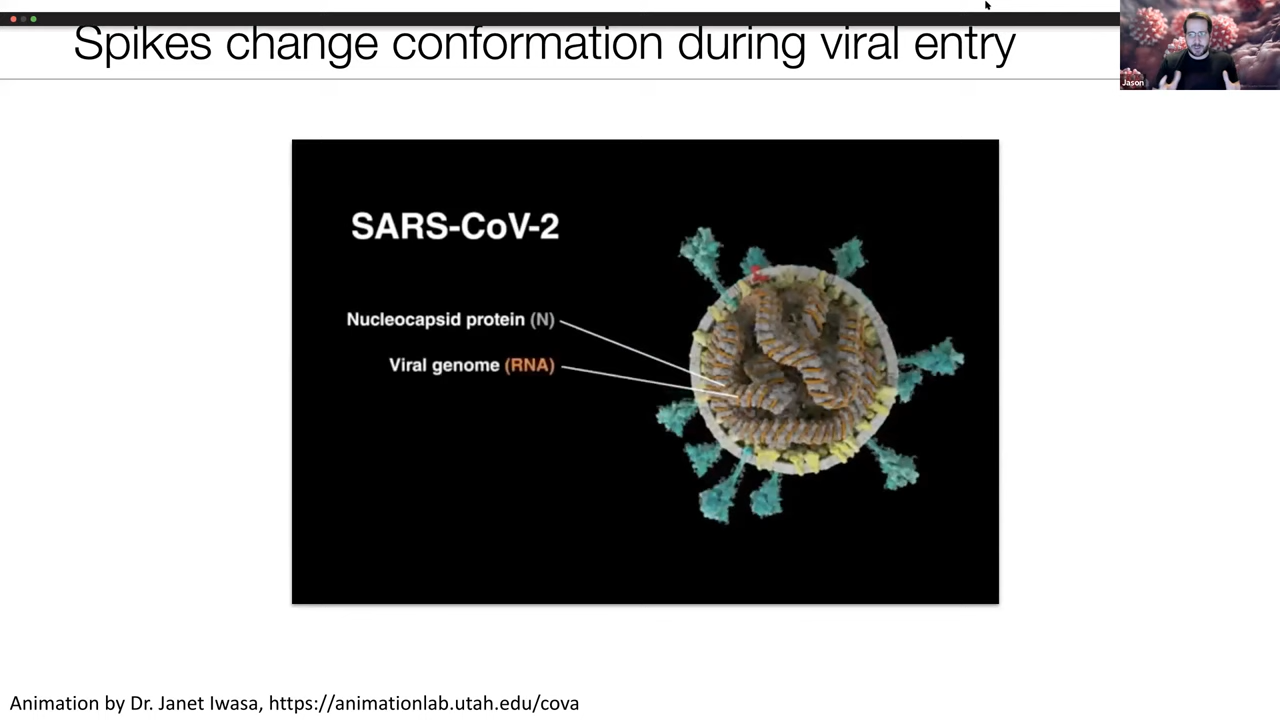 Spikes change conformation during viral entry
Jason
SARS-CoV-2
Nucleocapsid protein (N)
Viral genome (RNA)
Animation by Dr. Janet Iwasa, https://animationlab.utah.edu/cova